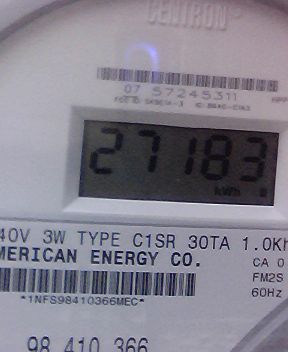 CENTRON
07 57245311
27183
kWh
40V 3W TYPE C1SR 30TA 1.0Kh
MERICAN ENERGY CO.
CA 0
FM2S
60Hz
*1NFS98410366MEC*
98 410 366